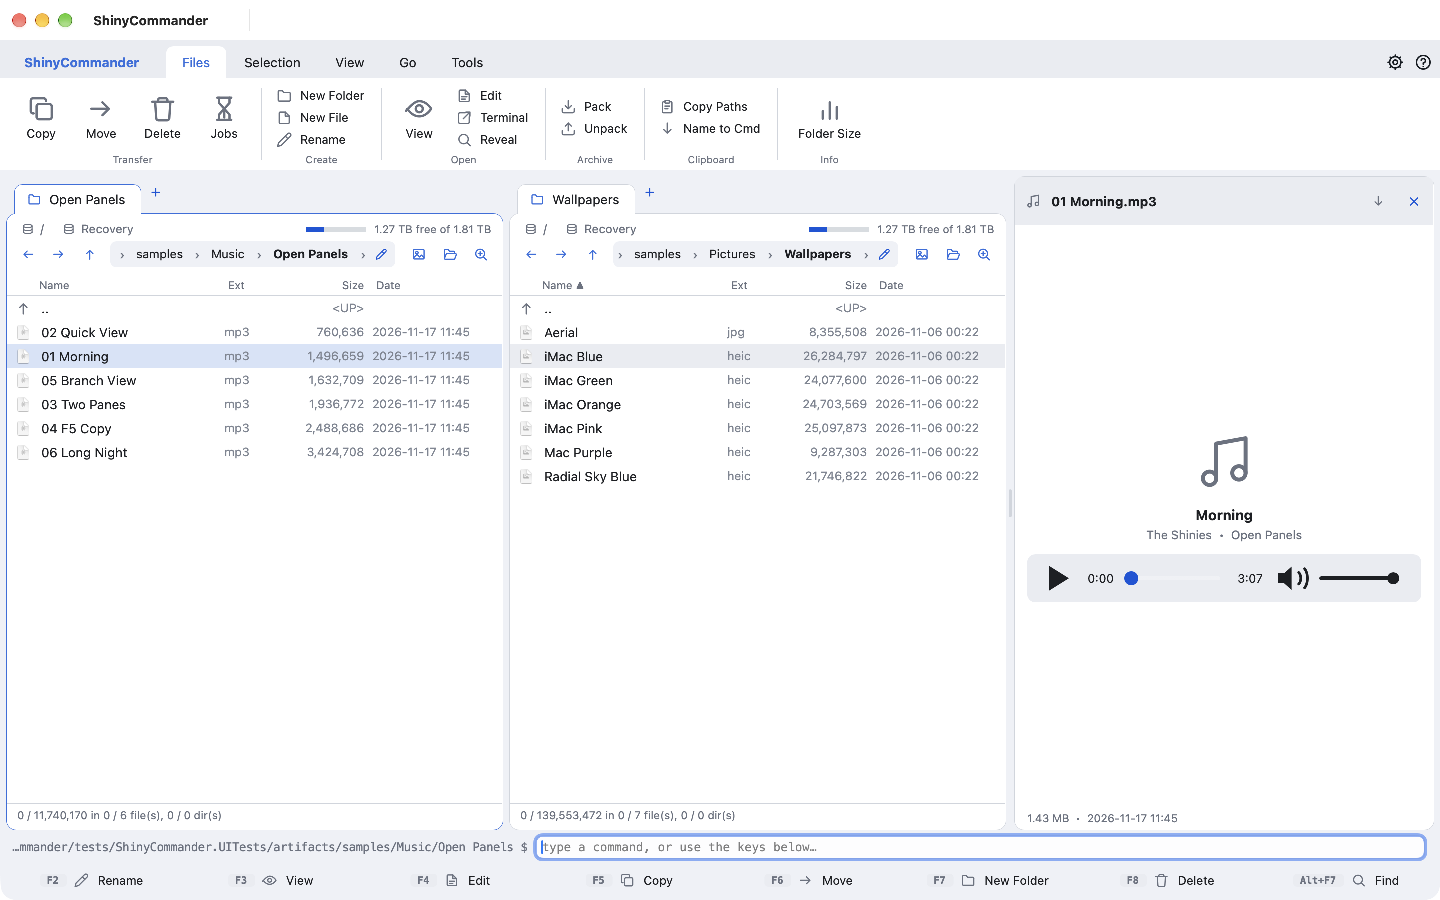 ShinyCommander
ShinyCommander Files Selection View Go Tools
Copy Move Delete Jobs
Transfer
New Folder
New File
Rename
Create
View
Edit
Terminal
Reveal
Open
Pack
Unpack
Archive
Copy Paths
Name to Cmd
Clipboard
Folder Size
Info
Open Panels +
/ Recovery 1.27 TB free of 1.81 TB
› samples › Music › Open Panels ›
Name Ext Size Date
.. <UP>
02 Quick View mp3 760,636 2026-11-17 11:45
01 Morning mp3 1,496,659 2026-11-17 11:45
05 Branch View mp3 1,632,709 2026-11-17 11:45
03 Two Panes mp3 1,936,772 2026-11-17 11:45
04 F5 Copy mp3 2,488,686 2026-11-17 11:45
06 Long Night mp3 3,424,708 2026-11-17 11:45
0 / 11,740,170 in 0 / 6 file(s), 0 / 0 dir(s)
Wallpapers +
/ Recovery 1.27 TB free of 1.81 TB
› samples › Pictures › Wallpapers ›
Name ▲ Ext Size Date
.. <UP>
Aerial jpg 8,355,508 2026-11-06 00:22
iMac Blue heic 26,284,797 2026-11-06 00:22
iMac Green heic 24,077,600 2026-11-06 00:22
iMac Orange heic 24,703,569 2026-11-06 00:22
iMac Pink heic 25,097,873 2026-11-06 00:22
Mac Purple heic 9,287,303 2026-11-06 00:22
Radial Sky Blue heic 21,746,822 2026-11-06 00:22
0 / 139,553,472 in 0 / 7 file(s), 0 / 0 dir(s)
01 Morning.mp3
Morning
The Shinies • Open Panels
0:00 3:07
1.43 MB • 2026-11-17 11:45
…mmander/tests/ShinyCommander.UITests/artifacts/samples/Music/Open Panels $ type a command, or use the keys below…
F2 Rename F3 View F4 Edit F5 Copy F6 Move F7 New Folder F8 Delete Alt+F7 Find